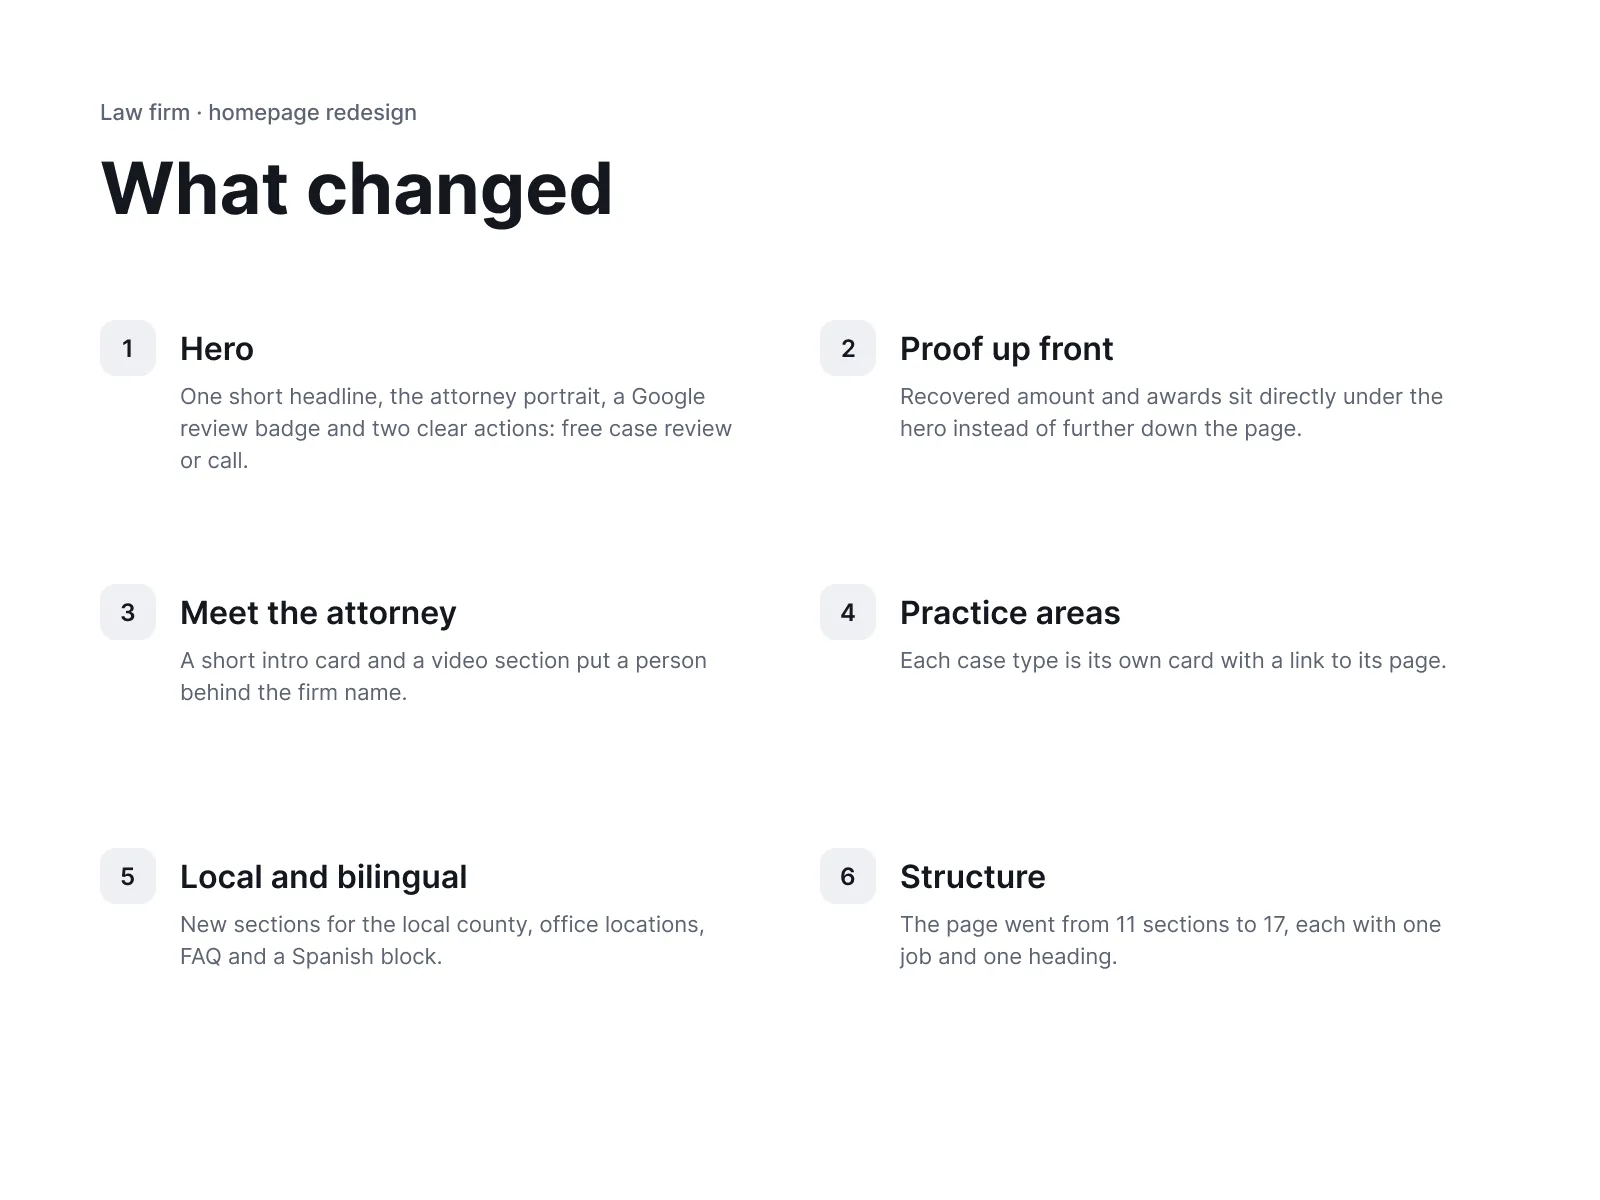 Law firm · homepage redesign
What changed
1
Hero
One short headline, the attorney portrait, a Google
review badge and two clear actions: free case review
or call.
2
Proof up front
Recovered amount and awards sit directly under the
hero instead of further down the page.
3
Meet the attorney
A short intro card and a video section put a person
behind the firm name.
4
Practice areas
Each case type is its own card with a link to its page.
5
Local and bilingual
New sections for the local county, office locations,
FAQ and a Spanish block.
6
Structure
The page went from 11 sections to 17, each with one
job and one heading.